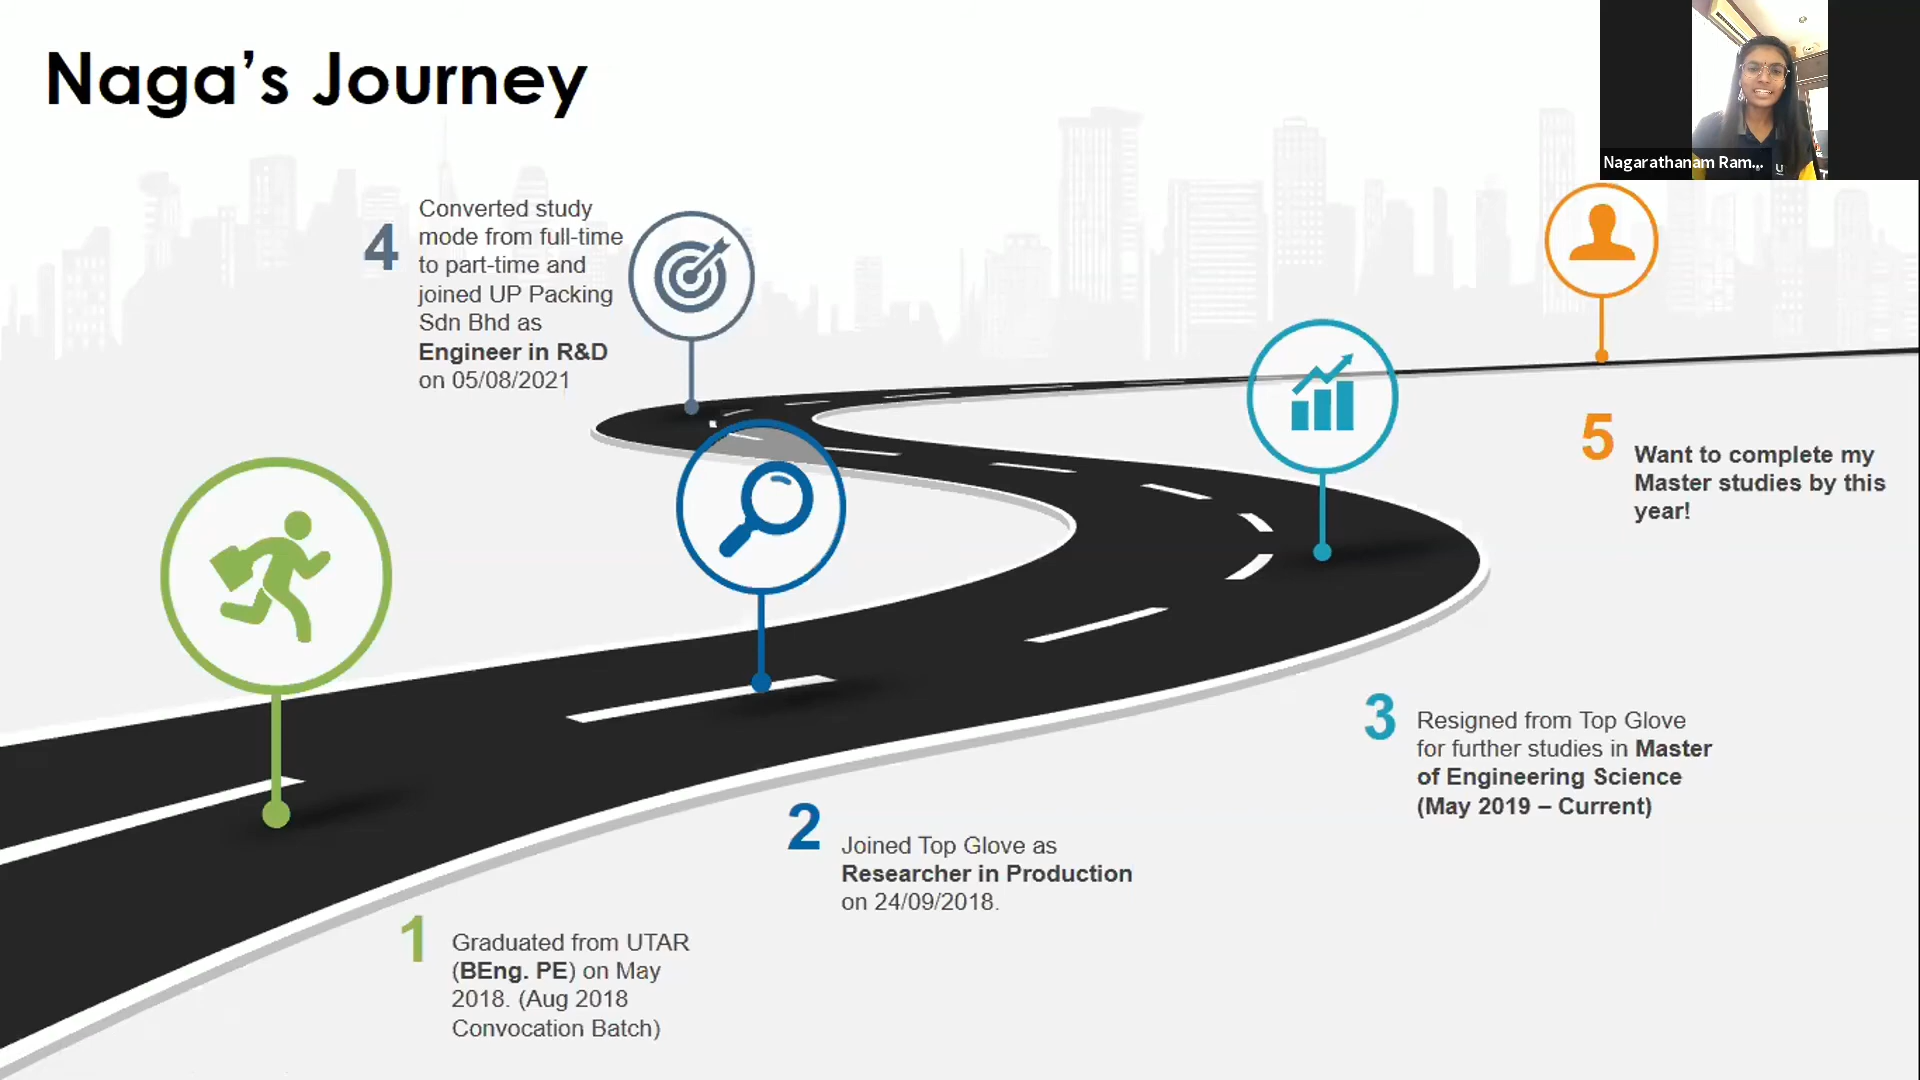 Naga's Journey
Nagarathanam Ram...
4
Converted study
mode from full-time
to part-time and
joined UP Packing
Sdn Bhd as
Engineer in R&D
on 05/08/2021
5
Want to complete my
Master studies by this
year!
3
Resigned from Top Glove
for further studies in Master
of Engineering Science
(May 2019 – Current)
2
Joined Top Glove as
Researcher in Production
on 24/09/2018.
1
Graduated from UTAR
(BEng. PE) on May
2018. (Aug 2018
Convocation Batch)